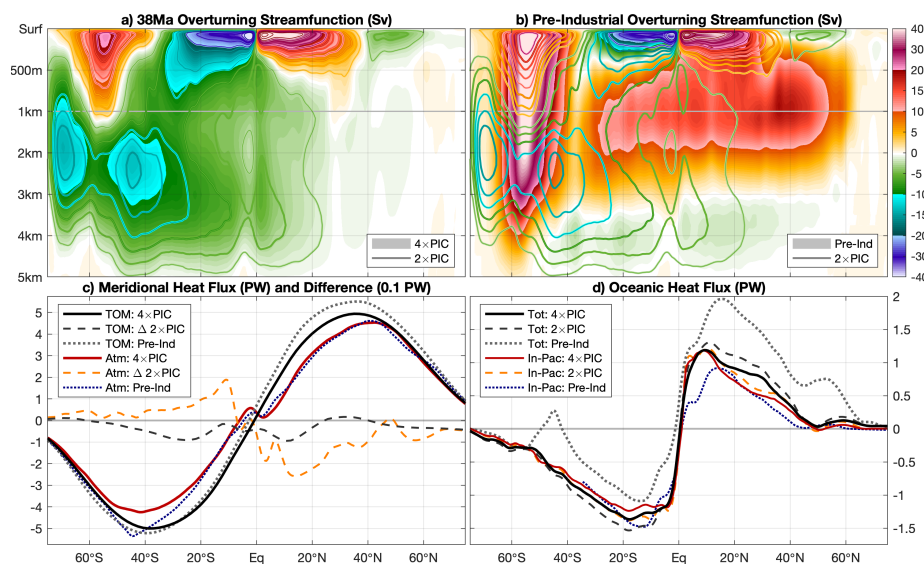 a) 38Ma Overturning Streamfunction (Sv)
b) Pre-Industrial Overturning Streamfunction (Sv)
Surf
500m
1km
2km
3km
4km
5km
4×PIC
2×PIC
Pre-Ind
2×PIC
40
30
20
15
10
5
0
-5
-10
-15
-20
-30
-40
c) Meridional Heat Flux (PW) and Difference (0.1 PW)
d) Oceanic Heat Flux (PW)
5
4
3
2
1
0
-1
-2
-3
-4
-5
TOM: 4×PIC
TOM: Δ 2×PIC
TOM: Pre-Ind
Atm: 4×PIC
Atm: Δ 2×PIC
Atm: Pre-Ind
60°S 40°S 20°S Eq 20°N 40°N 60°N
Tot: 4×PIC
Tot: 2×PIC
Tot: Pre-Ind
In-Pac: 4×PIC
In-Pac: 2×PIC
In-Pac: Pre-Ind
2
1.5
1
0.5
0
-0.5
-1
-1.5
60°S 40°S 20°S Eq 20°N 40°N 60°N